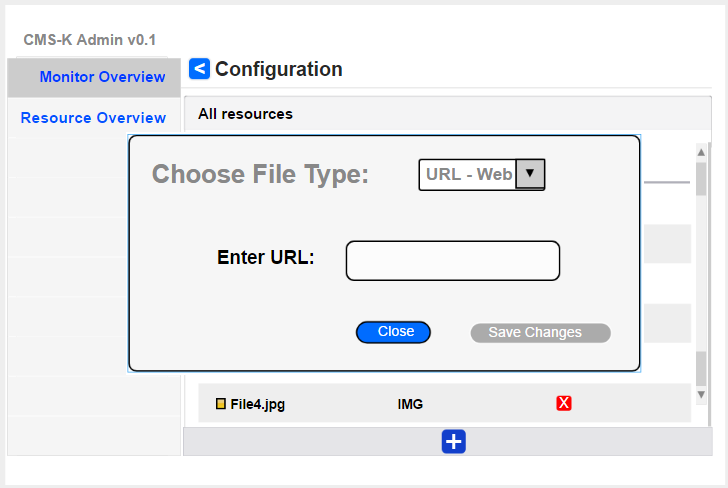 CMS-K Admin v0.1
Monitor Overview
< Configuration
Resource Overview
All resources
Choose File Type: URL - Web ▼
Enter URL:
Close Save Changes
File4.jpg IMG X
+